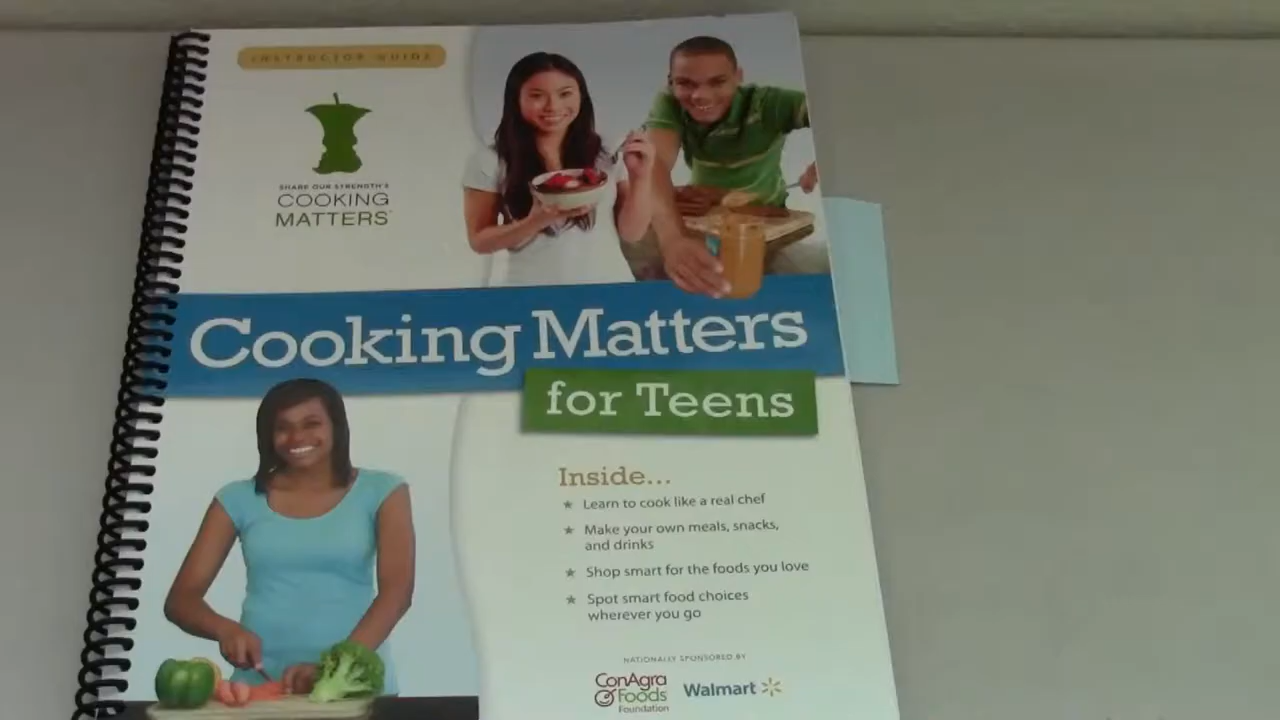 INSTRUCTOR GUIDE
SHARE OUR STRENGTH'S
COOKING
MATTERS
Cooking Matters
for Teens
Inside...
★ Learn to cook like a real chef
★ Make your own meals, snacks,
and drinks
★ Shop smart for the foods you love
★ Spot smart food choices
wherever you go
NATIONALLY SPONSORED BY
ConAgra
Foods
Foundation
Walmart